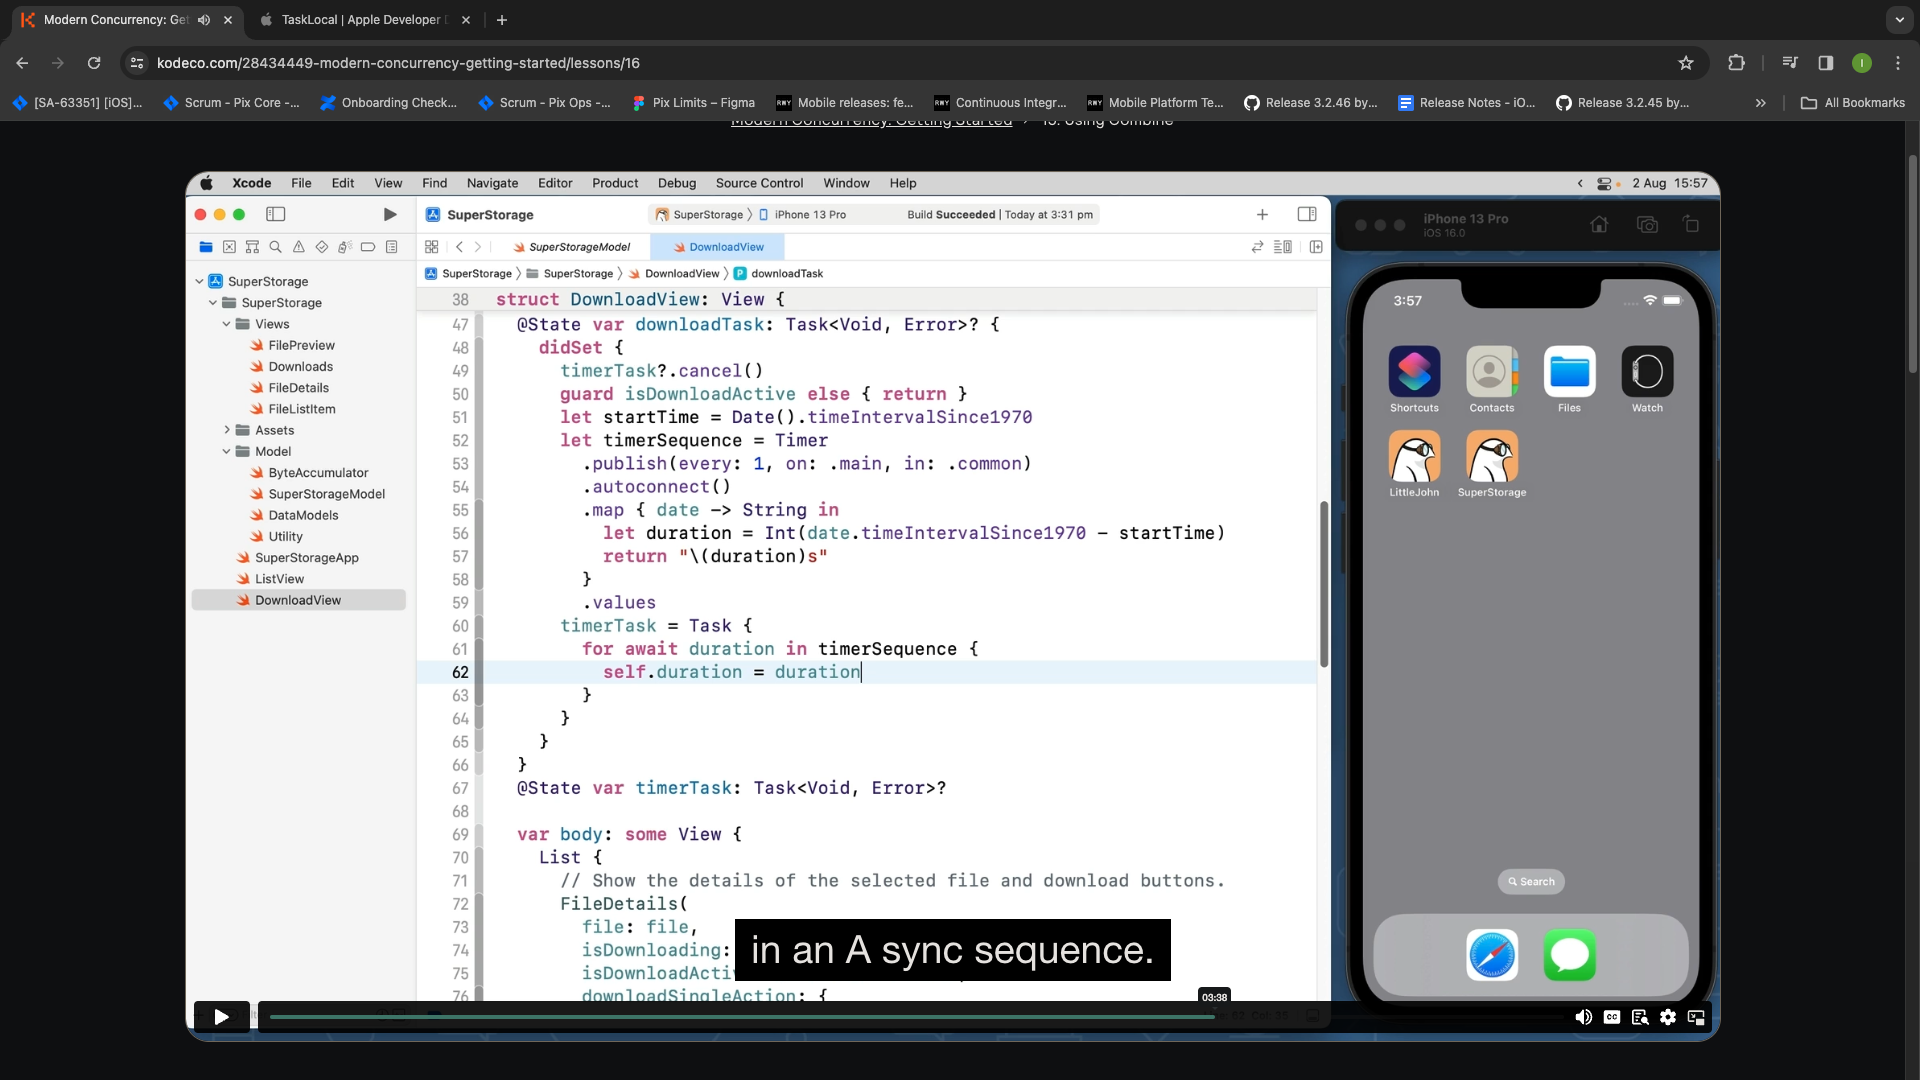 Modern Concurrency: Get
TaskLocal | Apple Developer D
kodeco.com/28434449-modern-concurrency-getting-started/lessons/16
[SA-63351] [iOS]...
Scrum - Pix Core -...
Onboarding Check...
Scrum - Pix Ops -...
Pix Limits – Figma
RWY
Mobile releases: fe...
RWY
Continuous Integr...
RWY
Mobile Platform Te...
Release 3.2.46 by...
Release Notes - iO...
Release 3.2.45 by...
»
All Bookmarks
Modern Concurrency: Getting Started › 15. Using Combine
Xcode File Edit View Find Navigate Editor Product Debug Source Control Window Help
2 Aug 15:57
SuperStorage
SuperStorage 〉 iPhone 13 Pro
Build Succeeded | Today at 3:31 pm
SuperStorageModel
DownloadView
SuperStorage 〉 SuperStorage 〉 DownloadView 〉 P downloadTask
SuperStorage
SuperStorage
Views
FilePreview
Downloads
FileDetails
FileListItem
Assets
Model
ByteAccumulator
SuperStorageModel
DataModels
Utility
SuperStorageApp
ListView
DownloadView
38 struct DownloadView: View {
47 @State var downloadTask: Task<Void, Error>? {
48 didSet {
49 timerTask?.cancel()
50 guard isDownloadActive else { return }
51 let startTime = Date().timeIntervalSince1970
52 let timerSequence = Timer
53 .publish(every: 1, on: .main, in: .common)
54 .autoconnect()
55 .map { date -> String in
56 let duration = Int(date.timeIntervalSince1970 - startTime)
57 return "\(duration)s"
58 }
59 .values
60 timerTask = Task {
61 for await duration in timerSequence {
62 self.duration = duration
63 }
64 }
65 }
66 }
67 @State var timerTask: Task<Void, Error>?
68
69 var body: some View {
70 List {
71 // Show the details of the selected file and download buttons.
72 FileDetails(
73 file: file,
74 isDownloading:
75 isDownloadActi
76 downloadSingleAction: {
in an A sync sequence.
03:38
CC
iPhone 13 Pro
iOS 16.0
3:57
Shortcuts
Contacts
Files
Watch
LittleJohn
SuperStorage
Search